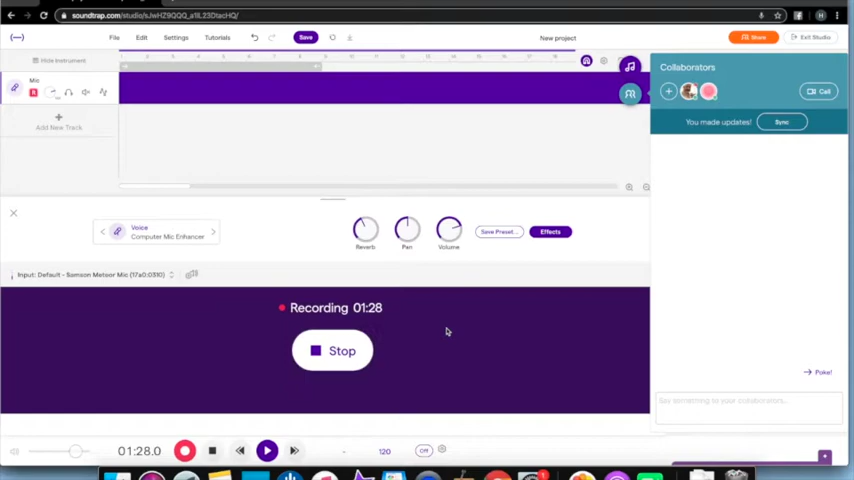 soundtrap.com/studio/sJwHZ9QQQ_a1lL23DtacHQ/
File Edit Settings Tutorials Save New project Share Exit Studio
Hide Instrument
Collaborators
Mic
R
Call
You made updates! Sync
Add New Track
Voice
Computer Mic Enhancer
Save Preset... Effects
Reverb Pan Volume
Input: Default - Samson Meteor Mic (17a0:0310)
Recording 01:28
Stop
Poke!
Say something to your collaborators...
01:28.0 - 120 Off